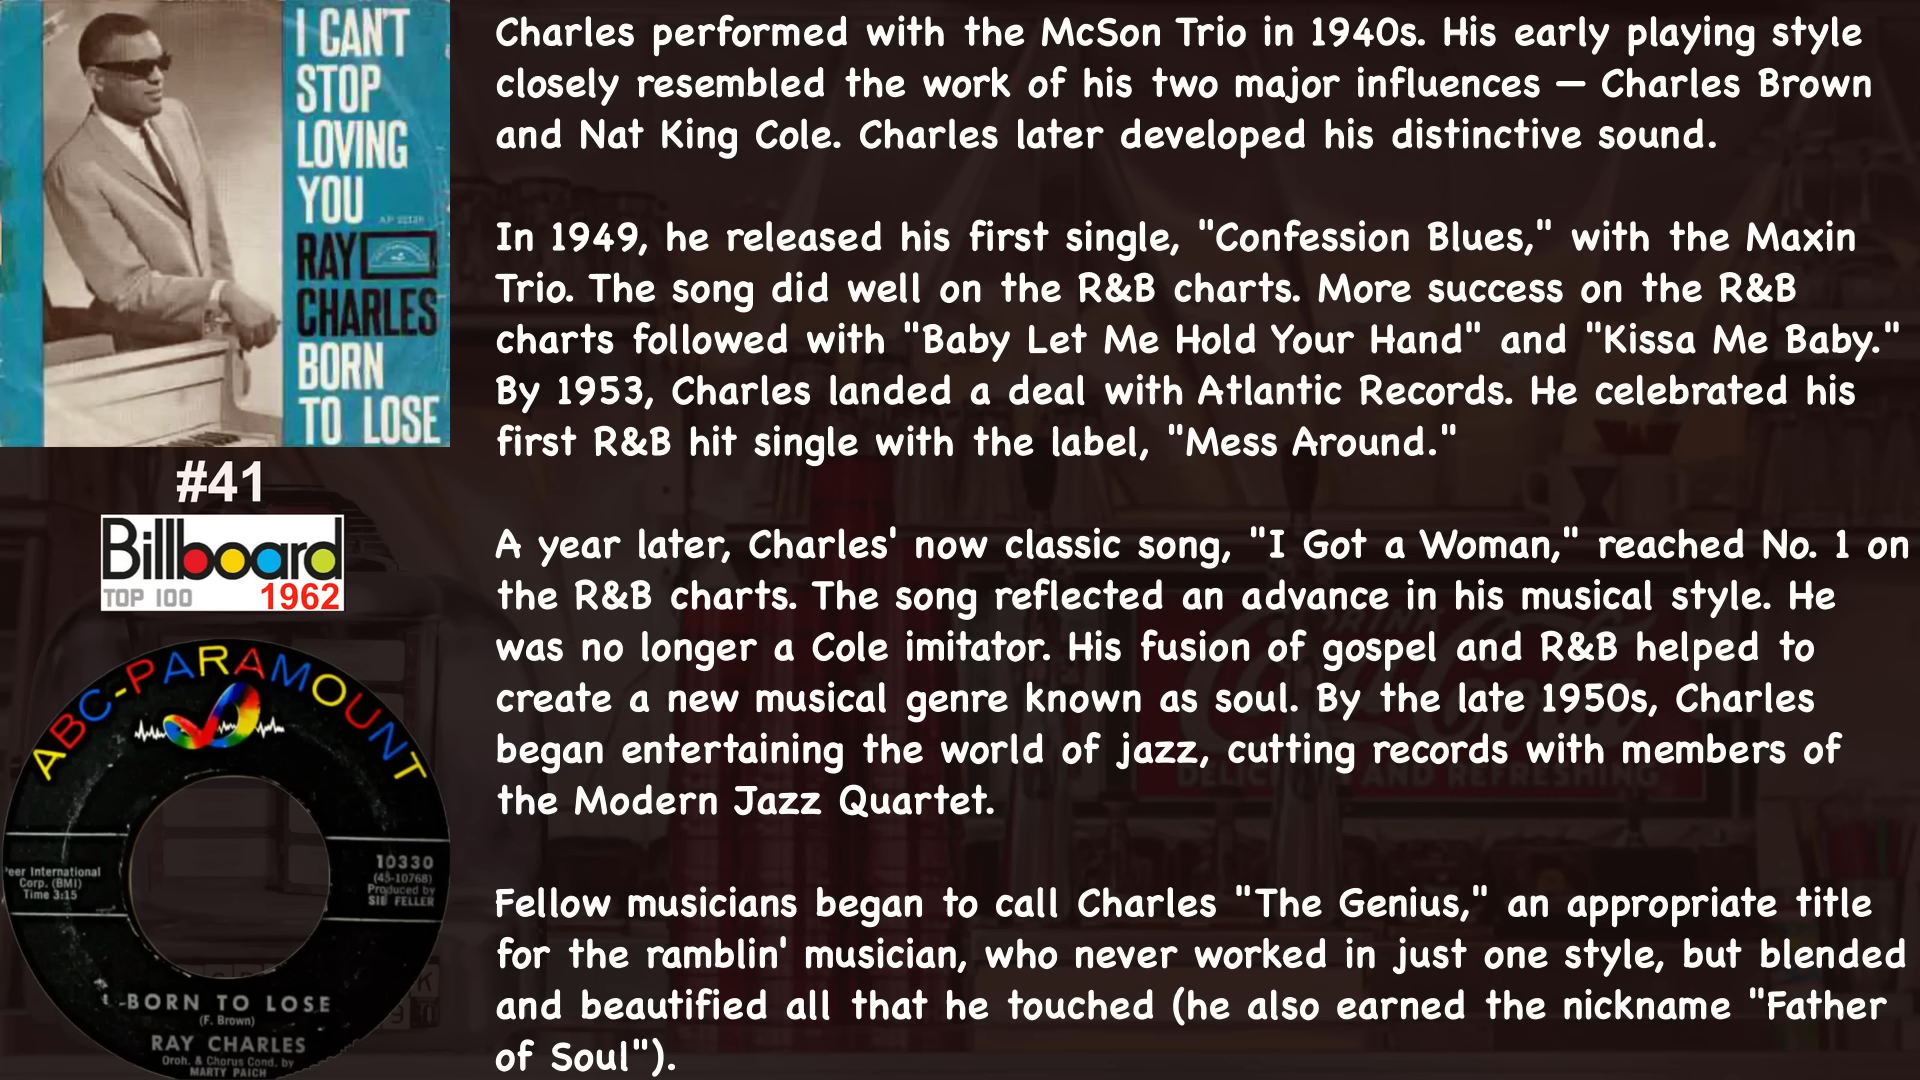 I CAN'T
STOP
LOVING
YOU
RAY
CHARLES
BORN
TO LOSE
#41
Billboard
TOP 100
1962
ABC-PARAMOUNT
International
Corp. (BMI)
Time 3:15
10330
(45-10768)
Produced by
SID FELLER
BORN TO LOSE
(F. Brown)
RAY CHARLES
Orch. & Chorus Cond. by
MARTY PAICH
Charles performed with the McSon Trio in 1940s. His early playing style
closely resembled the work of his two major influences — Charles Brown
and Nat King Cole. Charles later developed his distinctive sound.
In 1949, he released his first single, "Confession Blues," with the Maxin
Trio. The song did well on the R&B charts. More success on the R&B
charts followed with "Baby Let Me Hold Your Hand" and "Kissa Me Baby."
By 1953, Charles landed a deal with Atlantic Records. He celebrated his
first R&B hit single with the label, "Mess Around."
A year later, Charles' now classic song, "I Got a Woman," reached No. 1 on
the R&B charts. The song reflected an advance in his musical style. He
was no longer a Cole imitator. His fusion of gospel and R&B helped to
create a new musical genre known as soul. By the late 1950s, Charles
began entertaining the world of jazz, cutting records with members of
the Modern Jazz Quartet.
Fellow musicians began to call Charles "The Genius," an appropriate title
for the ramblin' musician, who never worked in just one style, but blended
and beautified all that he touched (he also earned the nickname "Father
of Soul").
DELICIOUS AND REFRESHING